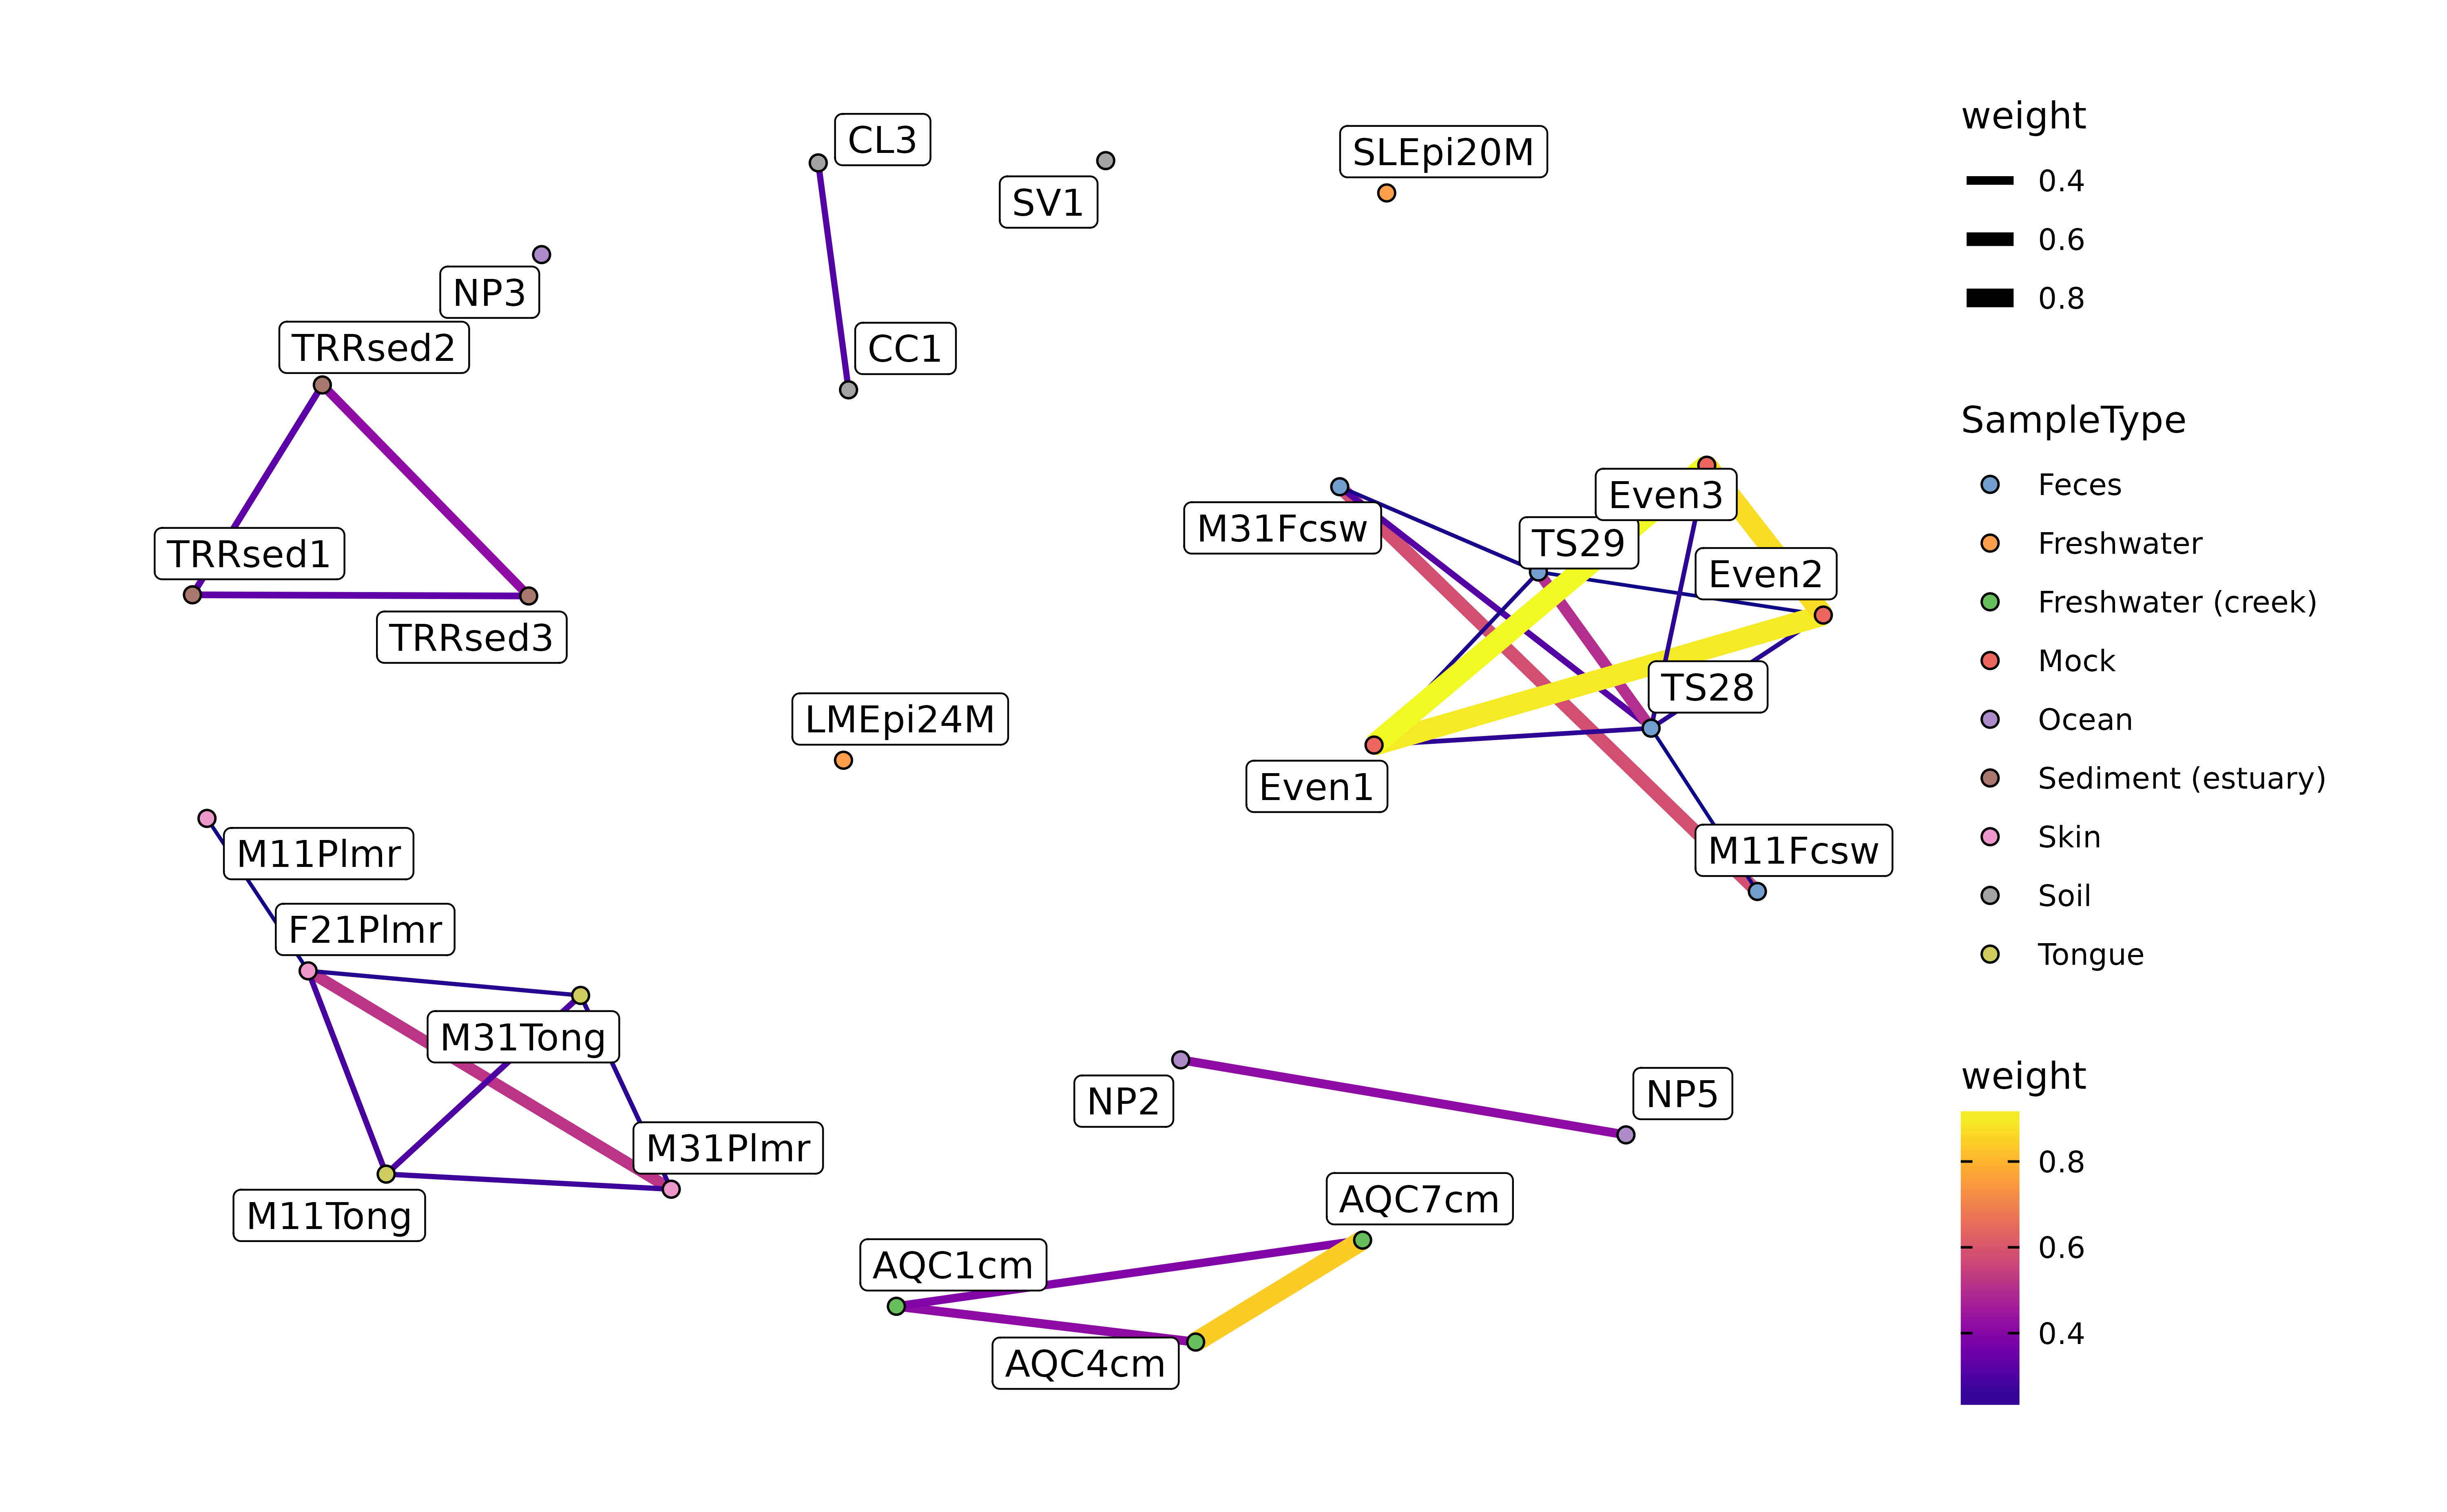 CL3
SV1
SLEpi20M
NP3
TRRsed2
CC1
M31Fcsw
Even3
TS29
Even2
TRRsed1
TRRsed3
TS28
LMEpi24M
Even1
M11Fcsw
M11Plmr
F21Plmr
M31Tong
M31Plmr
M11Tong
NP2
NP5
AQC7cm
AQC1cm
AQC4cm
weight
0.4
0.6
0.8
SampleType
Feces
Freshwater
Freshwater (creek)
Mock
Ocean
Sediment (estuary)
Skin
Soil
Tongue
weight
0.8
0.6
0.4